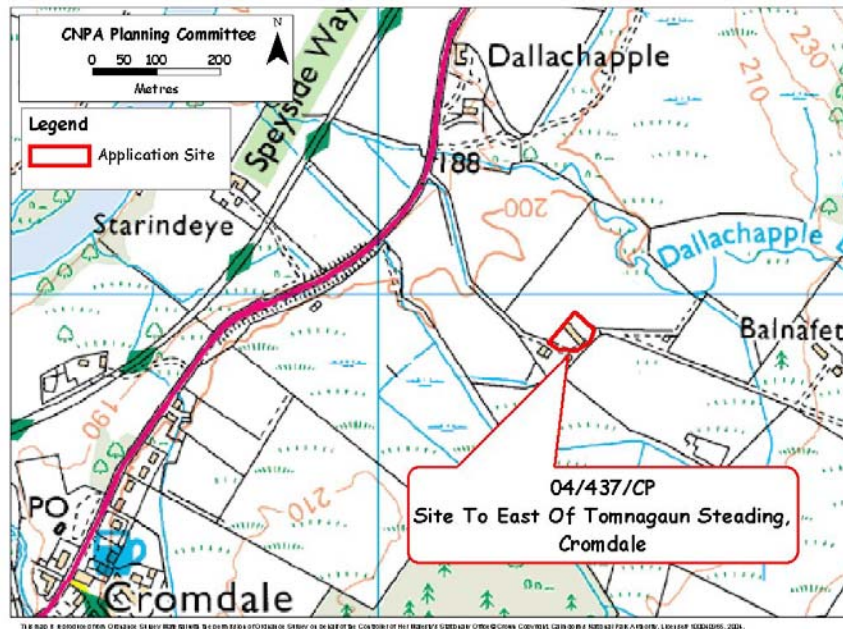 CNPA Planning Committee
N
0 50 100 200
Metres
Legend
Application Site
Speyside Way
Dallachapple
230
210
188
200
Starindeye
Dallachapple
Balnafet
190
210
PO
Cromdale
04/437/CP
Site To East Of Tomnagaun Steading,
Cromdale